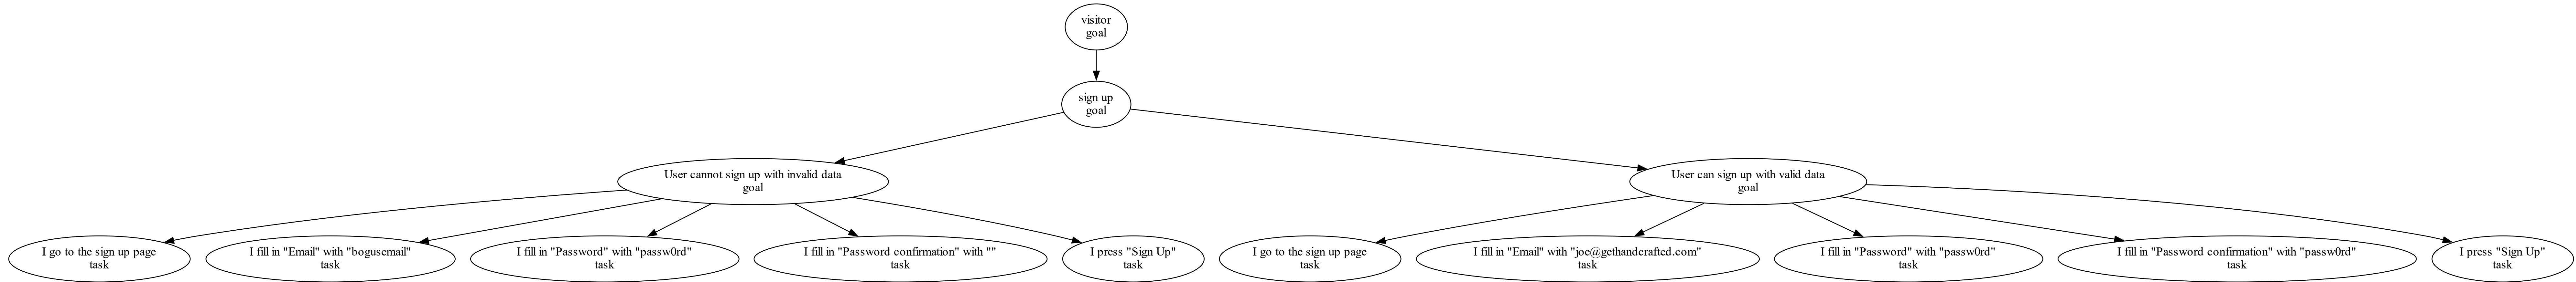 visitor
goal
sign up
goal
User cannot sign up with invalid data
goal
User can sign up with valid data
goal
I go to the sign up page
task
I fill in "Email" with "bogusemail"
task
I fill in "Password" with "passw0rd"
task
I fill in "Password confirmation" with ""
task
I press "Sign Up"
task
I go to the sign up page
task
I fill in "Email" with "joe@gethandcrafted.com"
task
I fill in "Password" with "passw0rd"
task
I fill in "Password confirmation" with "passw0rd"
task
I press "Sign Up"
task